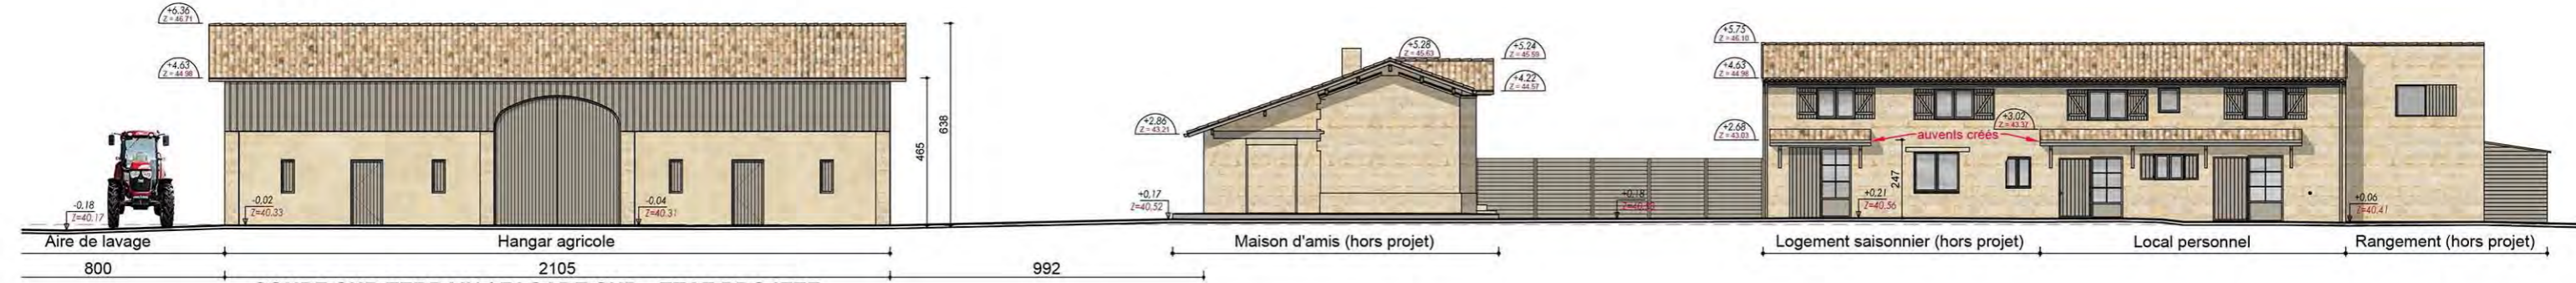 +6.36
Z = 46.71
+4.63
Z = 44.98
-0,18
Z=40.17
-0,02
Z=40.33
-0,04
Z=40.31
465
638
+2.86
Z = 43.21
+0,17
Z=40,52
+5.28
Z = 45.63
+5.24
Z = 45.59
+4.22
Z = 44.57
+0,18
+5.75
Z = 46.10
+4.63
Z = 44.98
+2.68
Z = 43.03
auvents créés
+3.02
Z = 43.37
247
+0,21
Z=40,56
+0,06
Z=40.41
Aire de lavage
Hangar agricole
Maison d'amis (hors projet)
Logement saisonnier (hors projet)
Local personnel
Rangement (hors projet)
800
2105
992